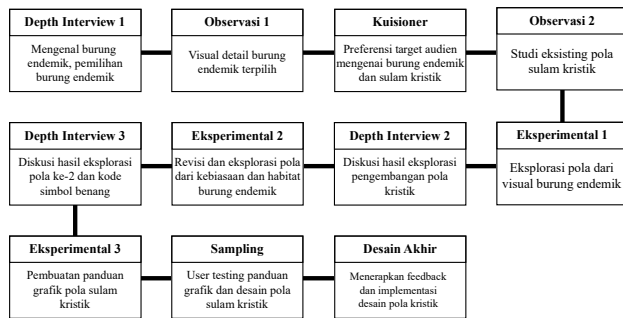 Depth Interview 1
Mengenal burung
endemik, pemilihan
burung endemik
Observasi 1
Visual detail burung
endemik terpilih
Kuisioner
Preferensi target audien
mengenai burung endemik
dan sulam kristik
Observasi 2
Studi eksisting pola
sulam kristik
Depth Interview 3
Diskusi hasil eksplorasi
pola ke-2 dan kode
simbol benang
Eksperimental 2
Revisi dan eksplorasi pola
dari kebiasaan dan habitat
burung endemik
Depth Interview 2
Diskusi hasil eksplorasi
pengembangan pola
kristik
Eksperimental 1
Eksplorasi pola dari
visual burung endemik
Eksperimental 3
Pembuatan panduan
grafik pola sulam
kristik
Sampling
User testing panduan
grafik dan desain pola
sulam kristik
Desain Akhir
Menerapkan feedback
dan implementasi
desain pola kristik